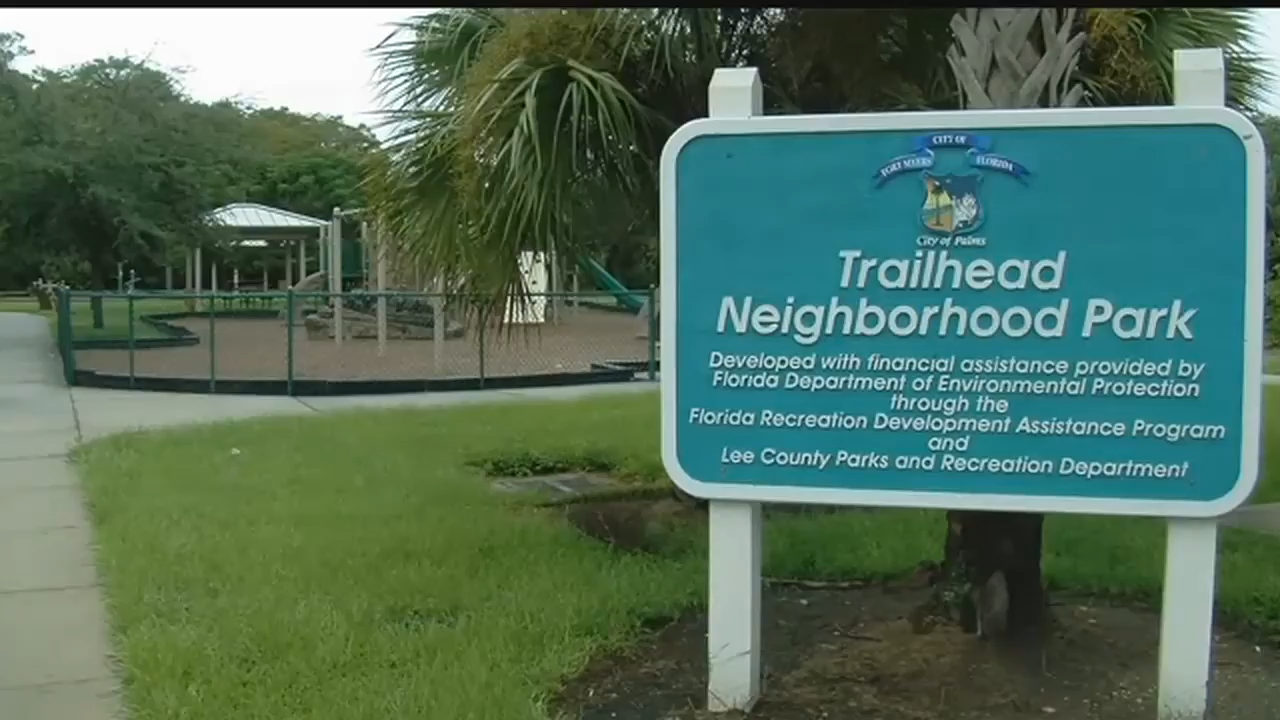 CITY OF
FORT MYERS FLORIDA
City of Palms
Trailhead
Neighborhood Park
Developed with financial assistance provided by
Florida Department of Environmental Protection
through the
Florida Recreation Development Assistance Program
and
Lee County Parks and Recreation Department